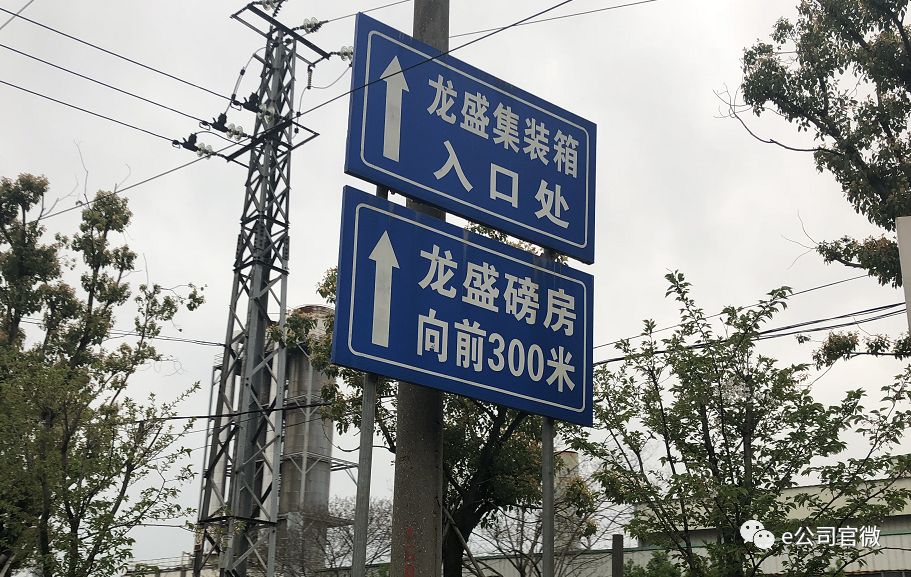 龙盛集装箱
入口处
龙盛磅房
向前300米
e公司官微